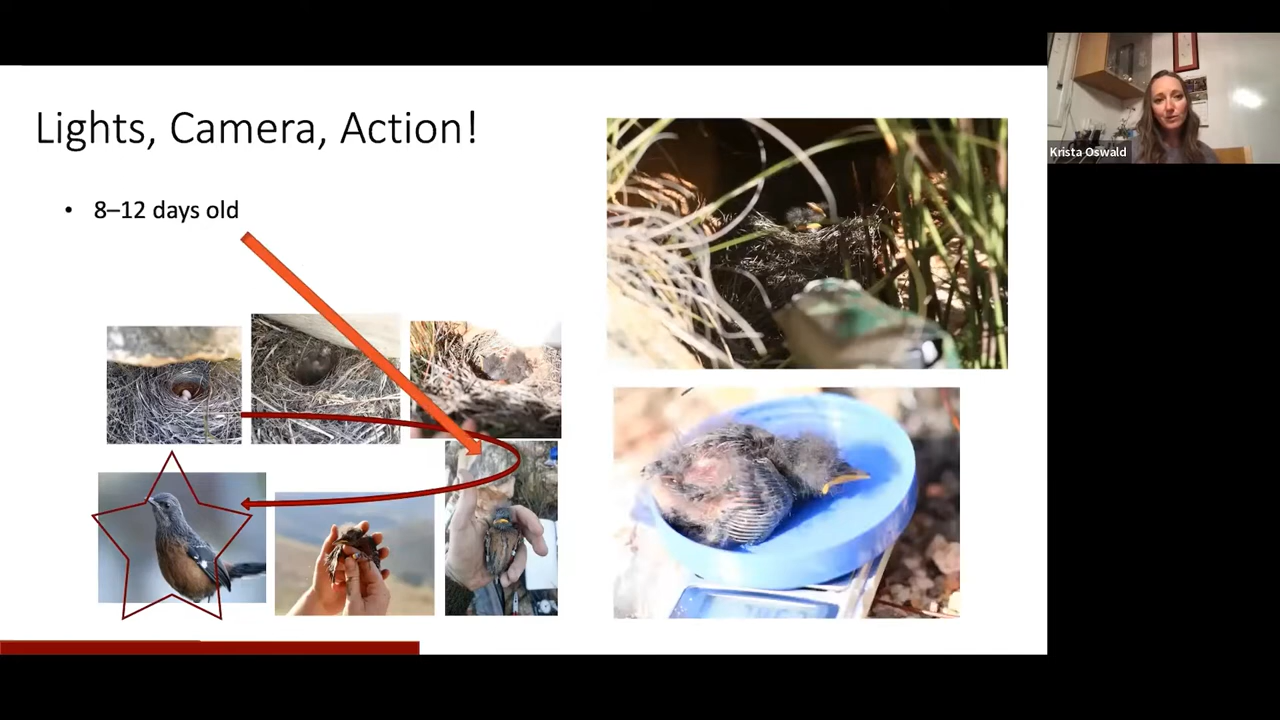 Lights, Camera, Action!
• 8–12 days old
Krista Oswald